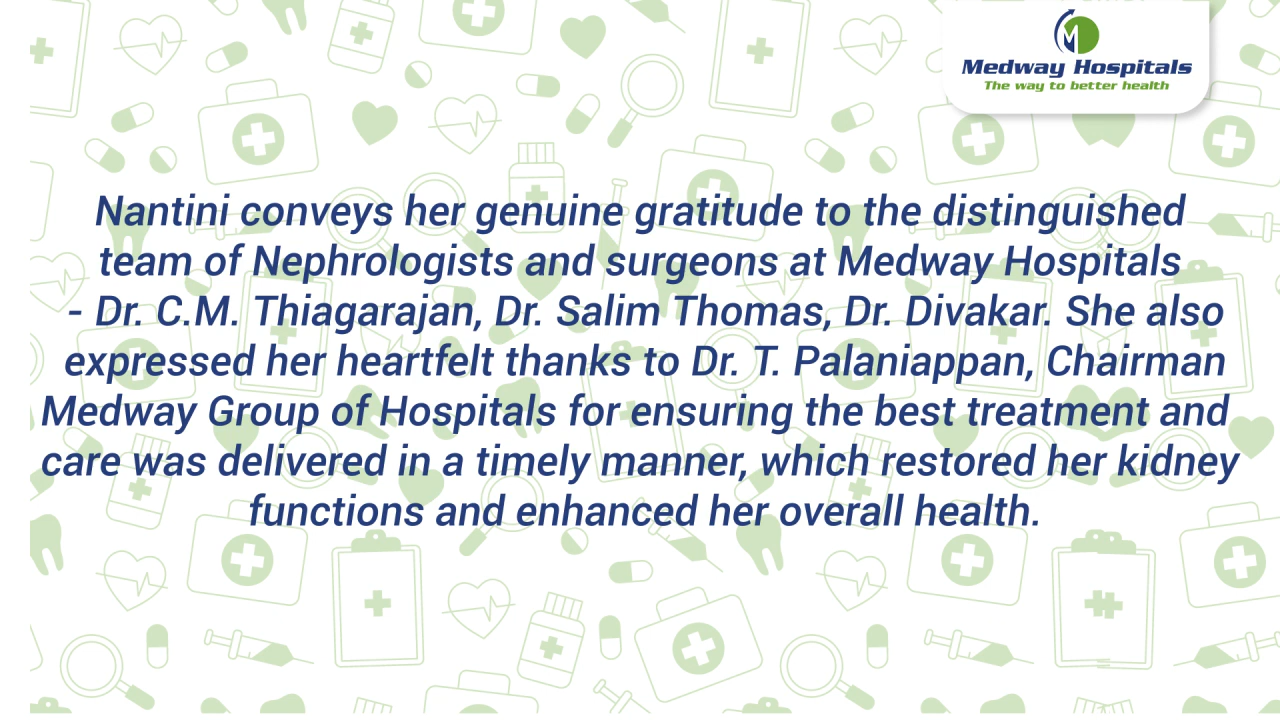 Medway Hospitals
The way to better health
Nantini conveys her genuine gratitude to the distinguished
team of Nephrologists and surgeons at Medway Hospitals
- Dr. C.M. Thiagarajan, Dr. Salim Thomas, Dr. Divakar. She also
expressed her heartfelt thanks to Dr. T. Palaniappan, Chairman
Medway Group of Hospitals for ensuring the best treatment and
care was delivered in a timely manner, which restored her kidney
functions and enhanced her overall health.